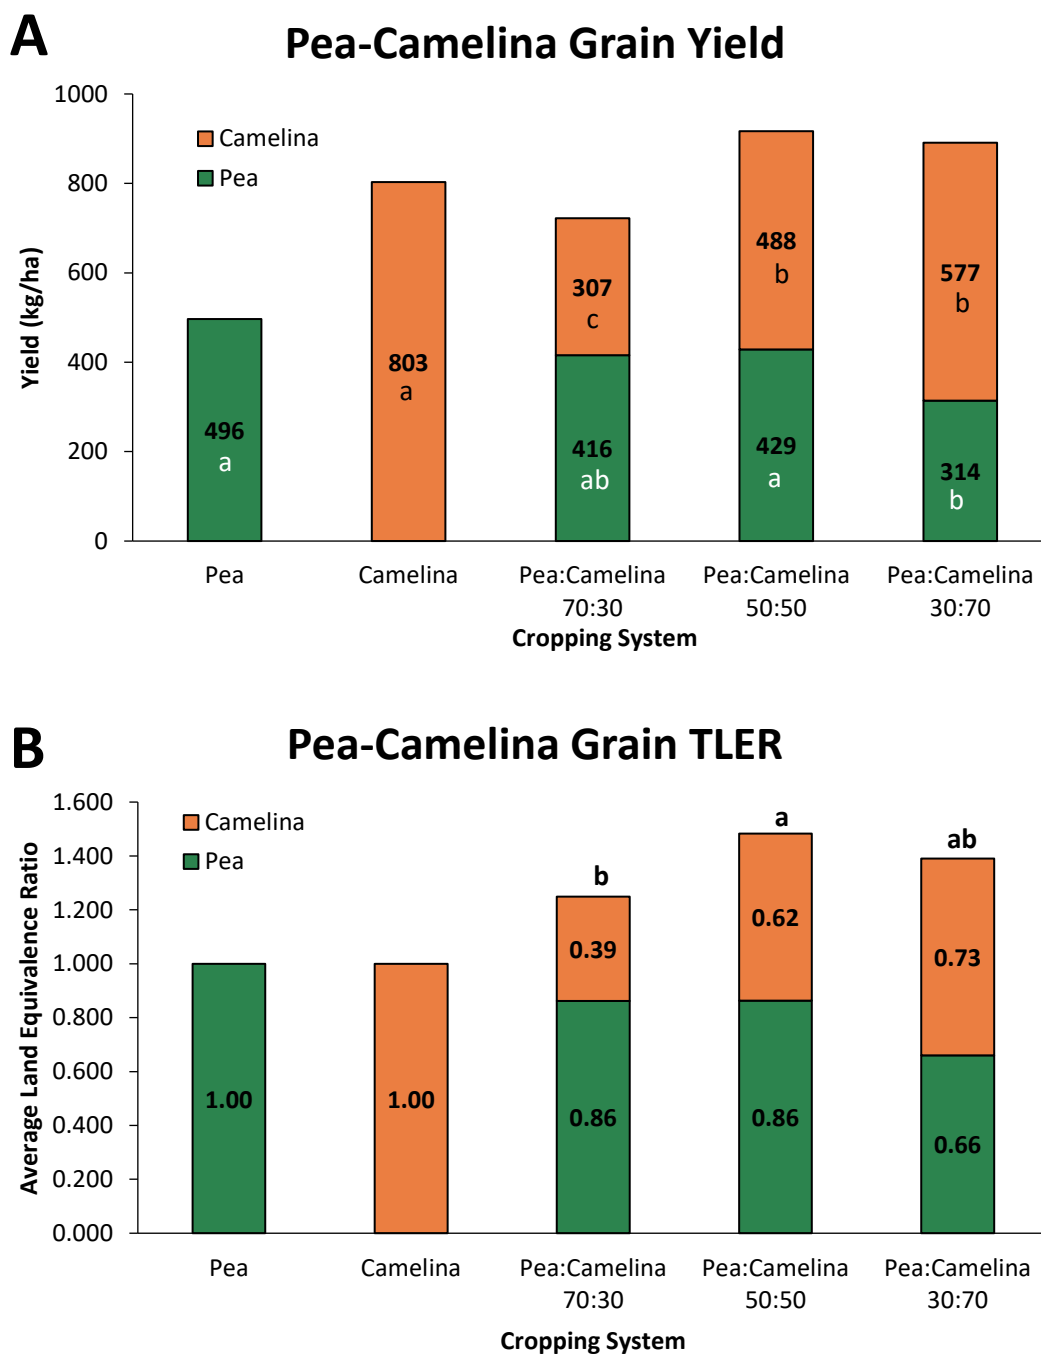 A
Pea-Camelina Grain Yield
1000
800
600
400
200
0
Yield (kg/ha)
Camelina
Pea
496
a
803
a
307
c
416
ab
488
b
429
a
577
b
314
b
Pea
Camelina
Pea:Camelina
70:30
Pea:Camelina
50:50
Pea:Camelina
30:70
Cropping System
B
Pea-Camelina Grain TLER
1.600
1.400
1.200
1.000
0.800
0.600
0.400
0.200
0.000
Average Land Equivalence Ratio
Camelina
Pea
1.00
1.00
b
0.39
0.86
a
0.62
0.86
ab
0.73
0.66
Pea
Camelina
Pea:Camelina
70:30
Pea:Camelina
50:50
Pea:Camelina
30:70
Cropping System